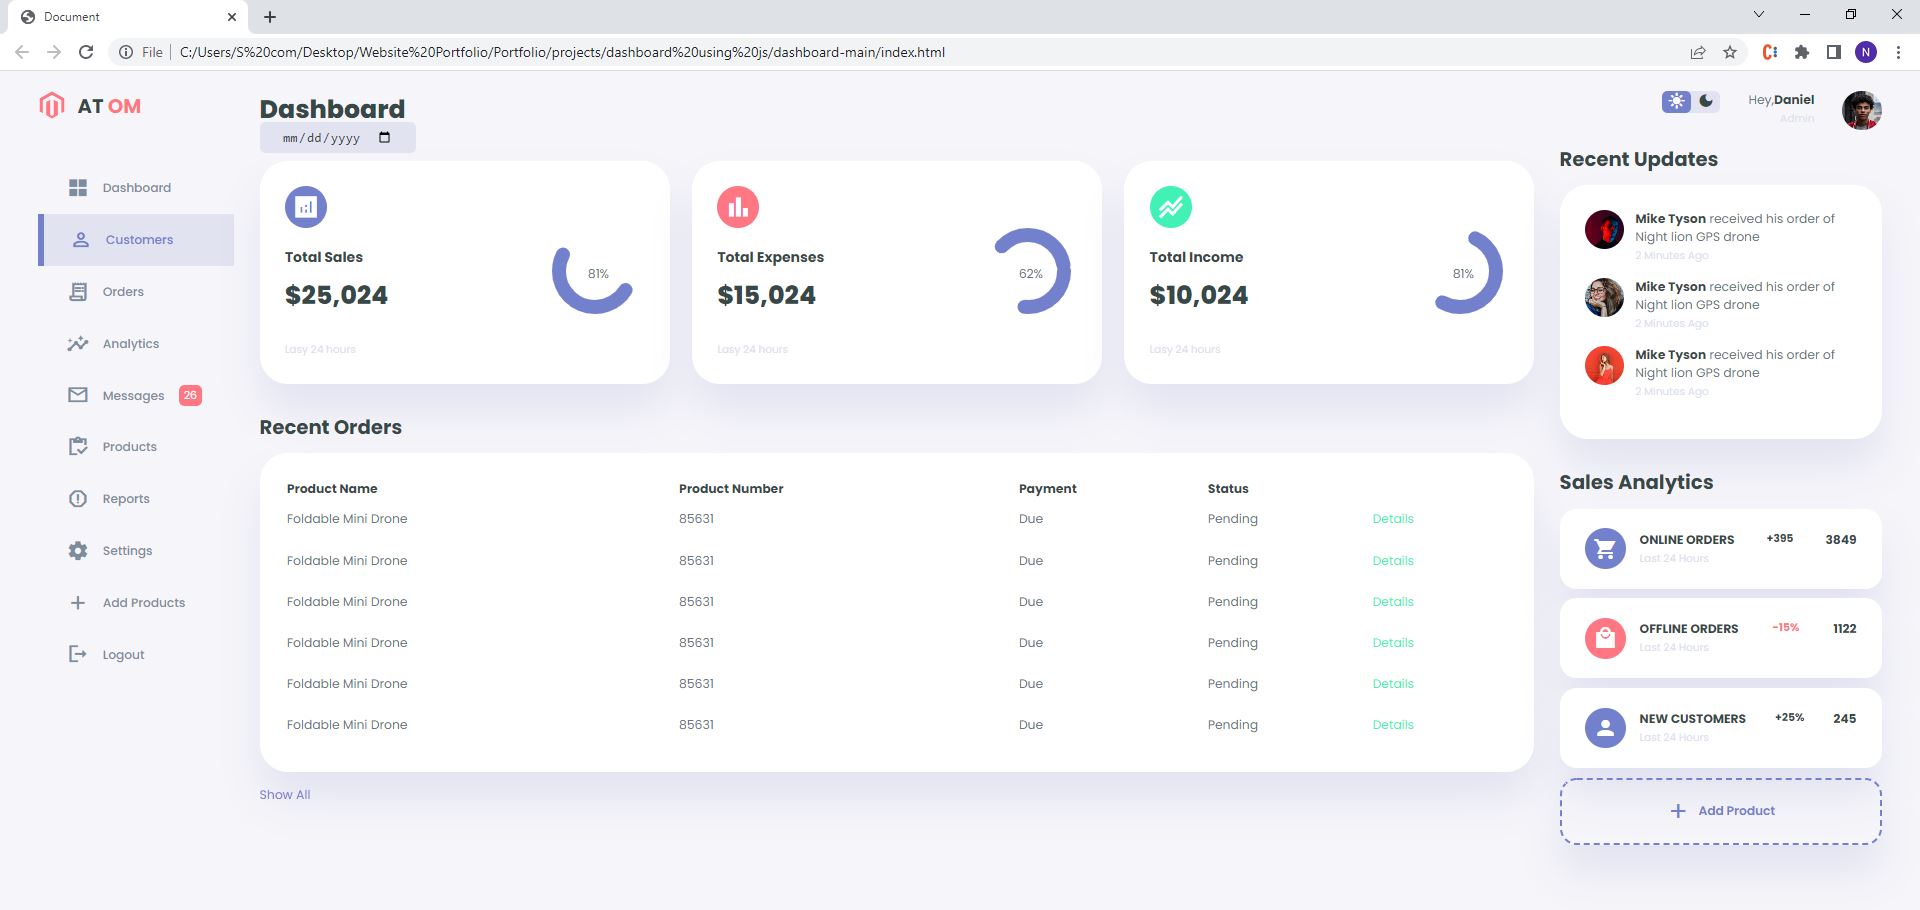 Document
File C:/Users/S%20com/Desktop/Website%20Portfolio/Portfolio/projects/dashboard%20using%20js/dashboard-main/index.html
N
AT OM
Dashboard
Customers
Orders
Analytics
Messages 26
Products
Reports
Settings
Add Products
Logout
Dashboard
mm/dd/yyyy
Total Sales
$25,024
81%
Lasy 24 hours
Total Expenses
$15,024
62%
Lasy 24 hours
Total Income
$10,024
81%
Lasy 24 hours
Recent Orders
Product Name Product Number Payment Status
Foldable Mini Drone 85631 Due Pending Details
Foldable Mini Drone 85631 Due Pending Details
Foldable Mini Drone 85631 Due Pending Details
Foldable Mini Drone 85631 Due Pending Details
Foldable Mini Drone 85631 Due Pending Details
Foldable Mini Drone 85631 Due Pending Details
Show All
Hey,Daniel
Admin
Recent Updates
Mike Tyson received his order of
Night lion GPS drone
2 Minutes Ago
Mike Tyson received his order of
Night lion GPS drone
2 Minutes Ago
Mike Tyson received his order of
Night lion GPS drone
2 Minutes Ago
Sales Analytics
ONLINE ORDERS +395 3849
Last 24 Hours
OFFLINE ORDERS -15% 1122
Last 24 Hours
NEW CUSTOMERS +25% 245
Last 24 Hours
Add Product